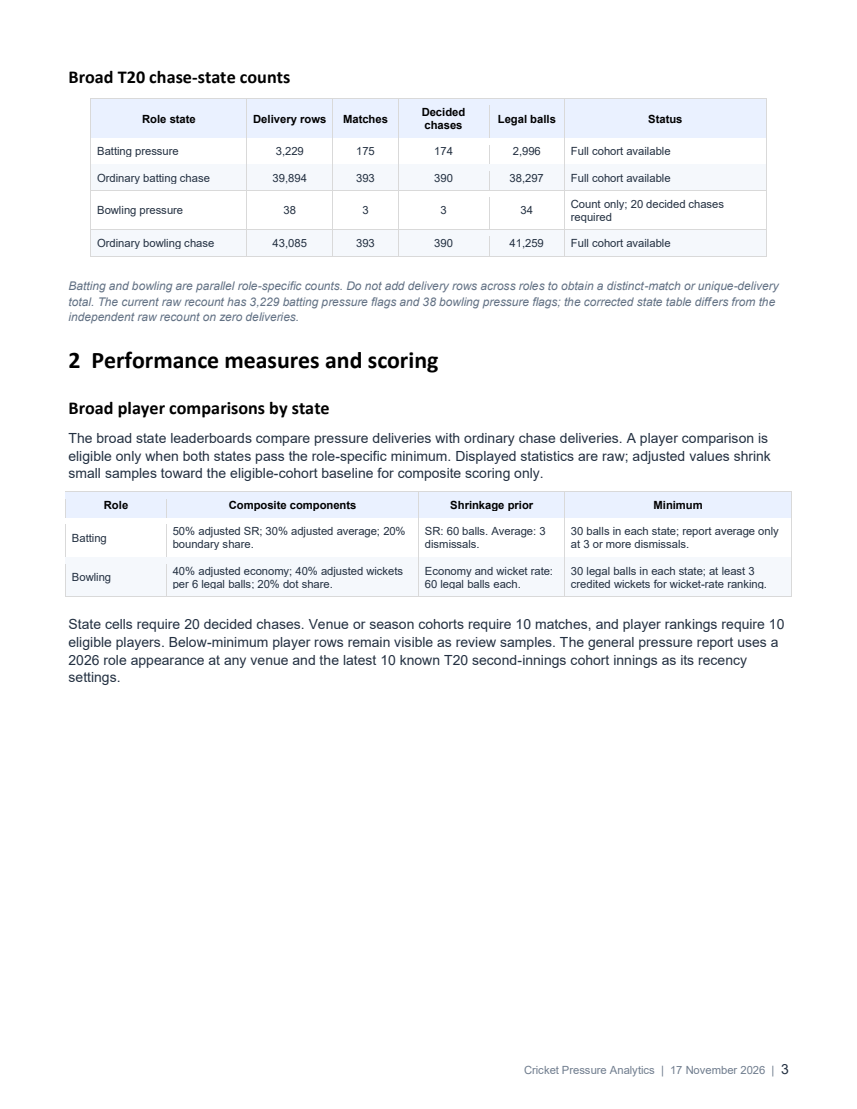 Broad T20 chase-state counts
Role state | Delivery rows | Matches | Decided chases | Legal balls | Status
Batting pressure | 3,229 | 175 | 174 | 2,996 | Full cohort available
Ordinary batting chase | 39,894 | 393 | 390 | 38,297 | Full cohort available
Bowling pressure | 38 | 3 | 3 | 34 | Count only; 20 decided chases required
Ordinary bowling chase | 43,085 | 393 | 390 | 41,259 | Full cohort available
Batting and bowling are parallel role-specific counts. Do not add delivery rows across roles to obtain a distinct-match or unique-delivery
total. The current raw recount has 3,229 batting pressure flags and 38 bowling pressure flags; the corrected state table differs from the
independent raw recount on zero deliveries.
2 Performance measures and scoring
Broad player comparisons by state
The broad state leaderboards compare pressure deliveries with ordinary chase deliveries. A player comparison is
eligible only when both states pass the role-specific minimum. Displayed statistics are raw; adjusted values shrink
small samples toward the eligible-cohort baseline for composite scoring only.
Role | Composite components | Shrinkage prior | Minimum
Batting | 50% adjusted SR; 30% adjusted average; 20% boundary share. | SR: 60 balls. Average: 3 dismissals. | 30 balls in each state; report average only at 3 or more dismissals.
Bowling | 40% adjusted economy; 40% adjusted wickets per 6 legal balls; 20% dot share. | Economy and wicket rate: 60 legal balls each. | 30 legal balls in each state; at least 3 credited wickets for wicket-rate ranking.
State cells require 20 decided chases. Venue or season cohorts require 10 matches, and player rankings require 10
eligible players. Below-minimum player rows remain visible as review samples. The general pressure report uses a
2026 role appearance at any venue and the latest 10 known T20 second-innings cohort innings as its recency
settings.
Cricket Pressure Analytics | 17 November 2026 | 3